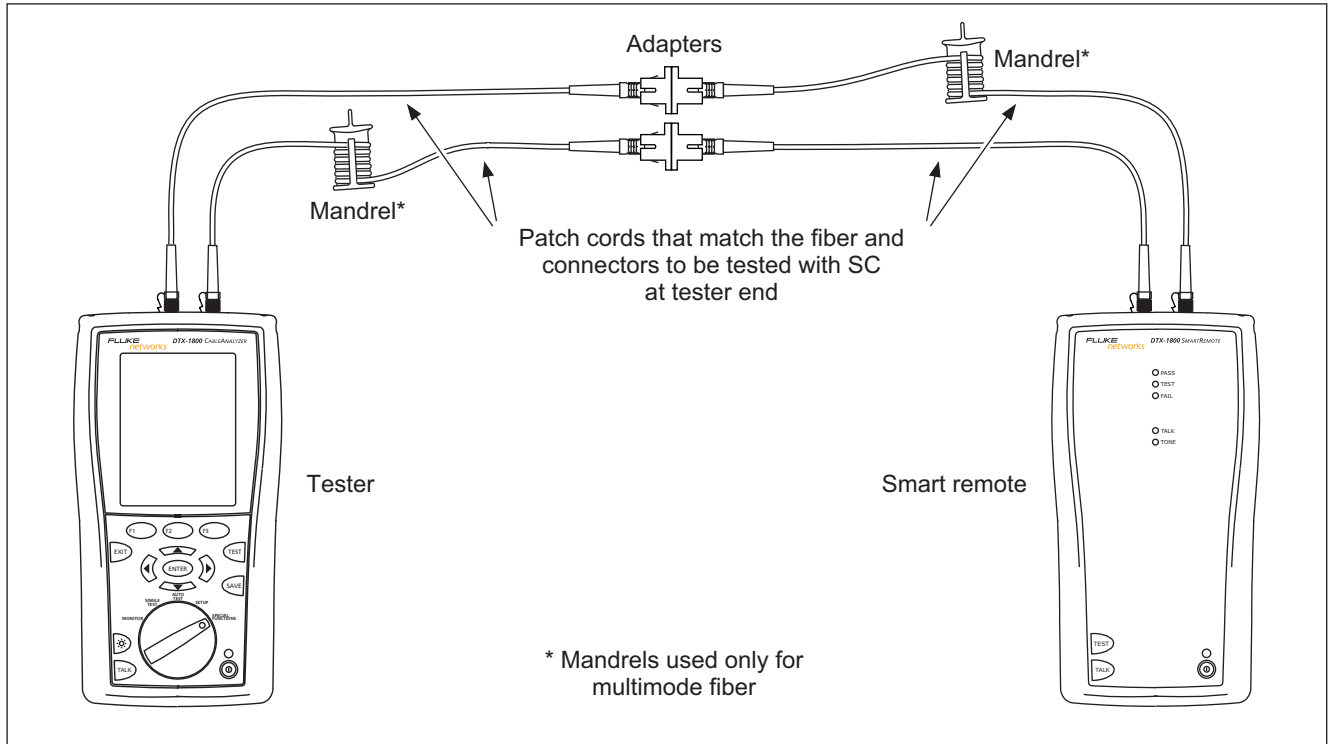 Adapters
Mandrel*
Mandrel*
Patch cords that match the fiber and
connectors to be tested with SC
at tester end
FLUKE
networks
DTX-1800 CABLEANALYZER
FLUKE
networks
DTX-1800 SMARTREMOTE
PASS
TEST
FAIL
TALK
TONE
Tester
Smart remote
F1
F2
F3
EXIT
TEST
ENTER
SAVE
MONITOR
SINGLE
TEST
AUTO
TEST
SETUP
SPECIAL
FUNCTIONS
TALK
TEST
TALK
* Mandrels used only for
multimode fiber